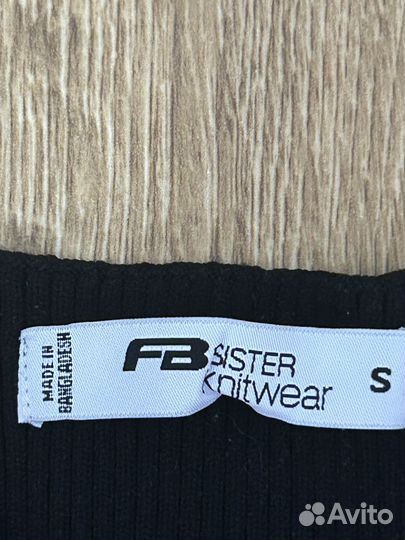 MADE IN
BANGLADESH
FB SISTER
knitwear
S
Avito